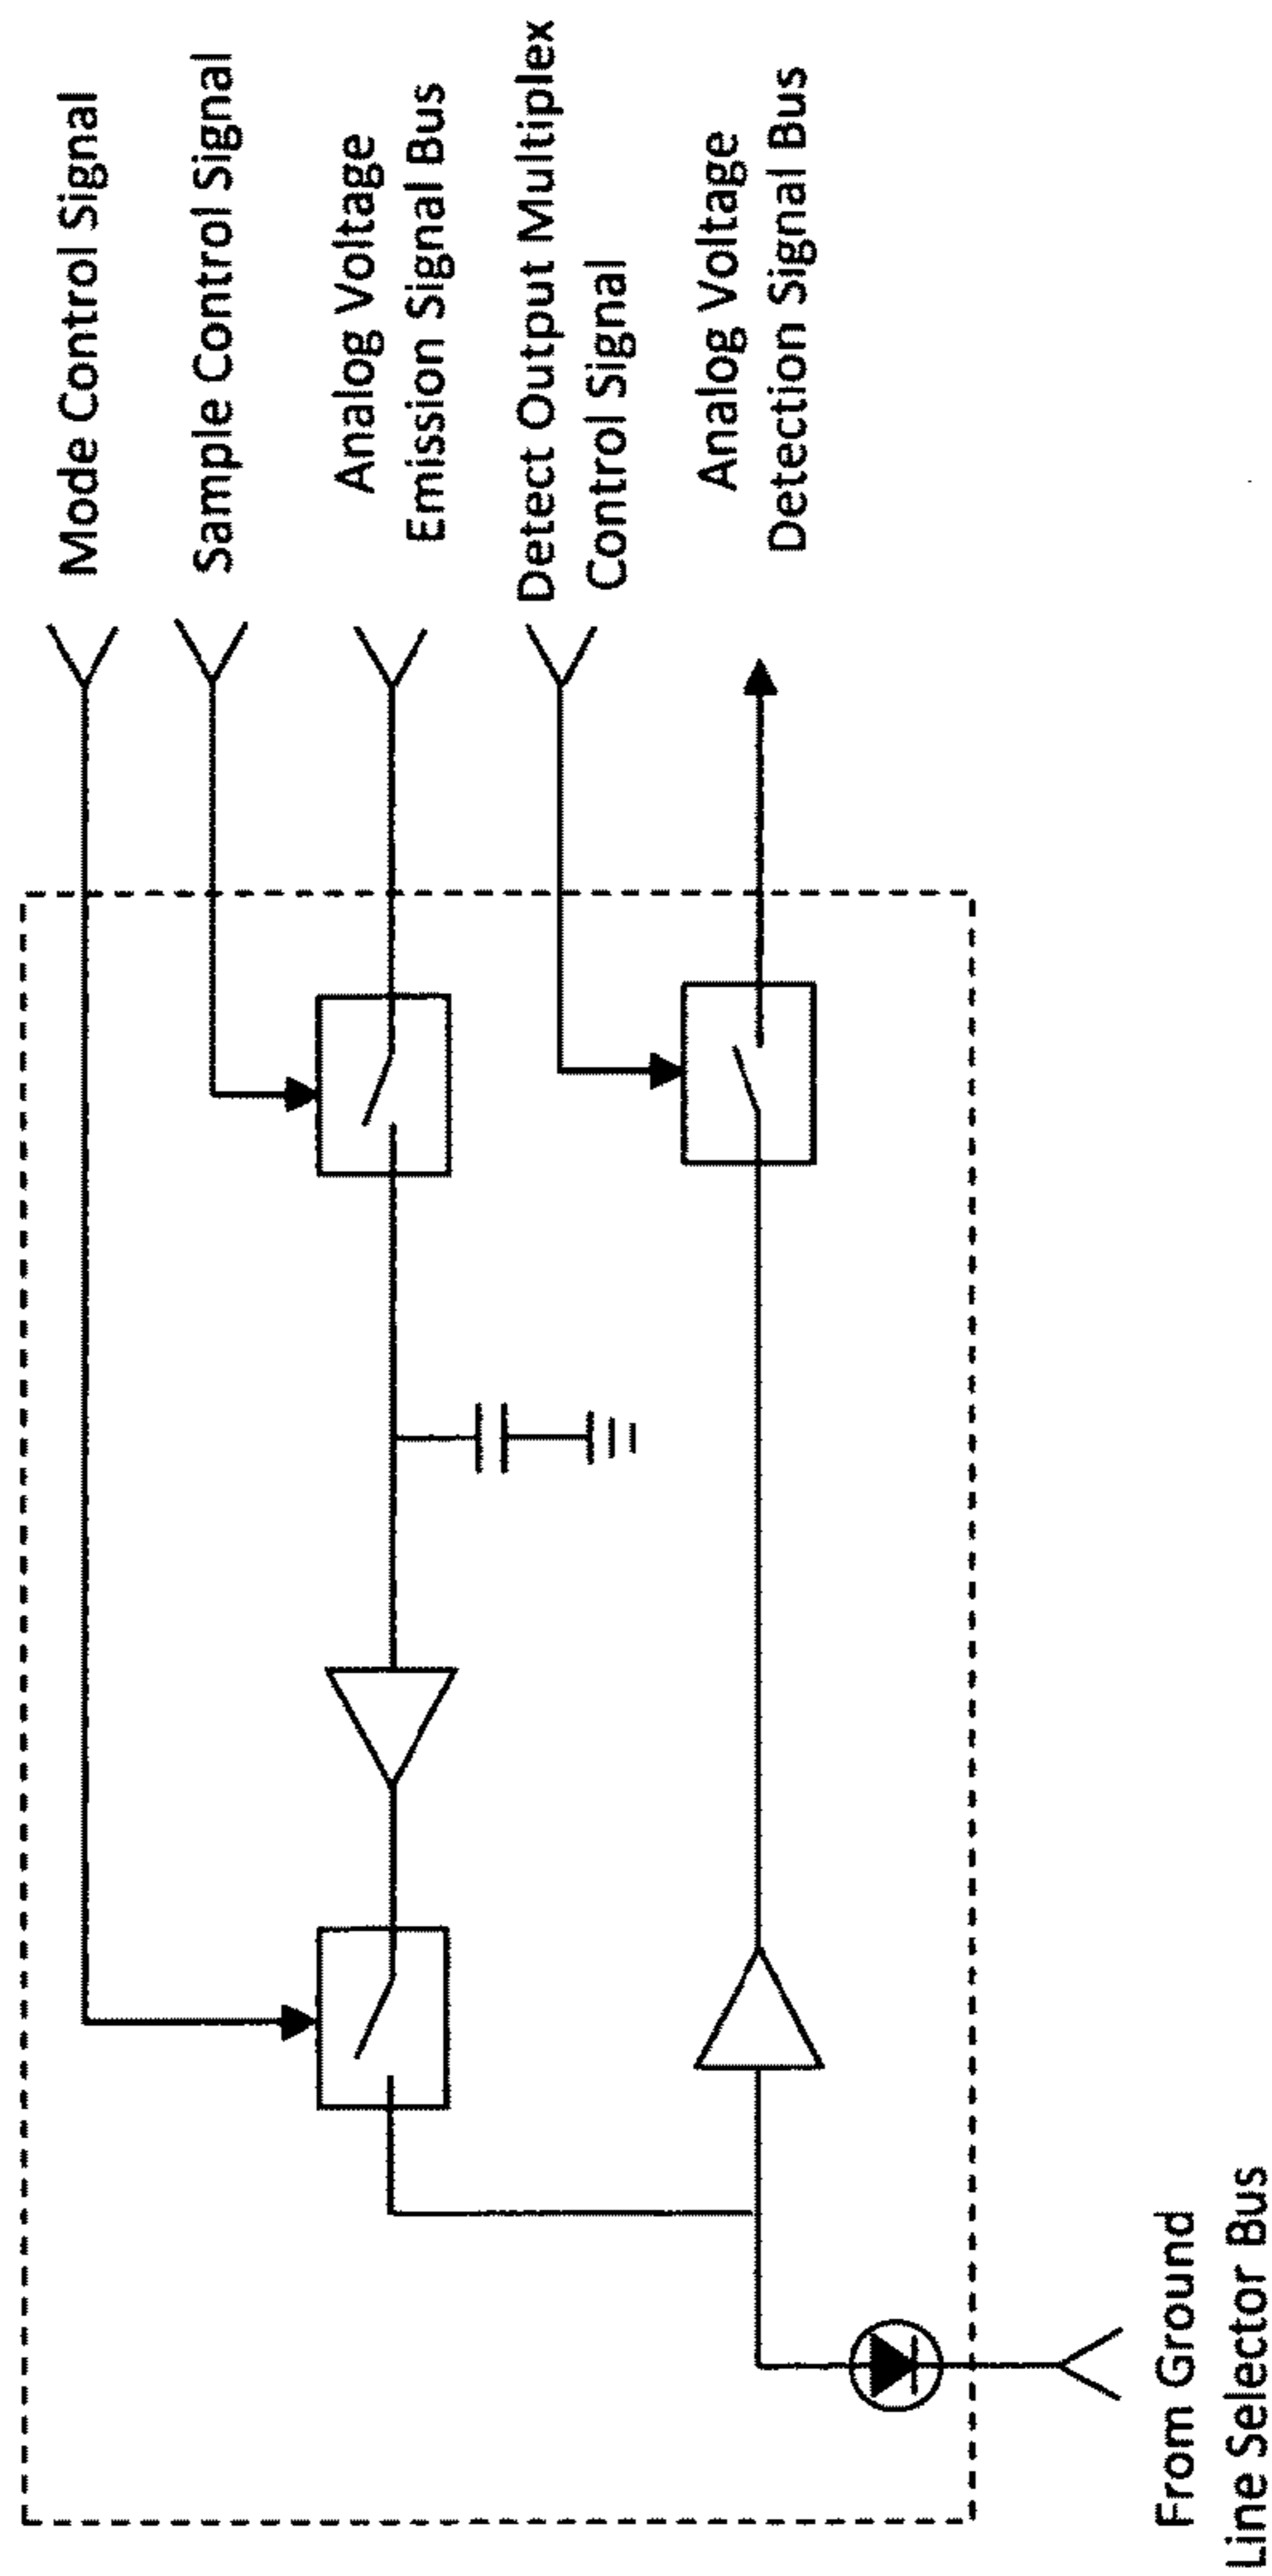 Mode Control Signal
Sample Control Signal
Analog Voltage
Emission Signal Bus
Detect Output Multiplex
Control Signal
Analog Voltage
Detection Signal Bus
From Ground
Line Selector Bus